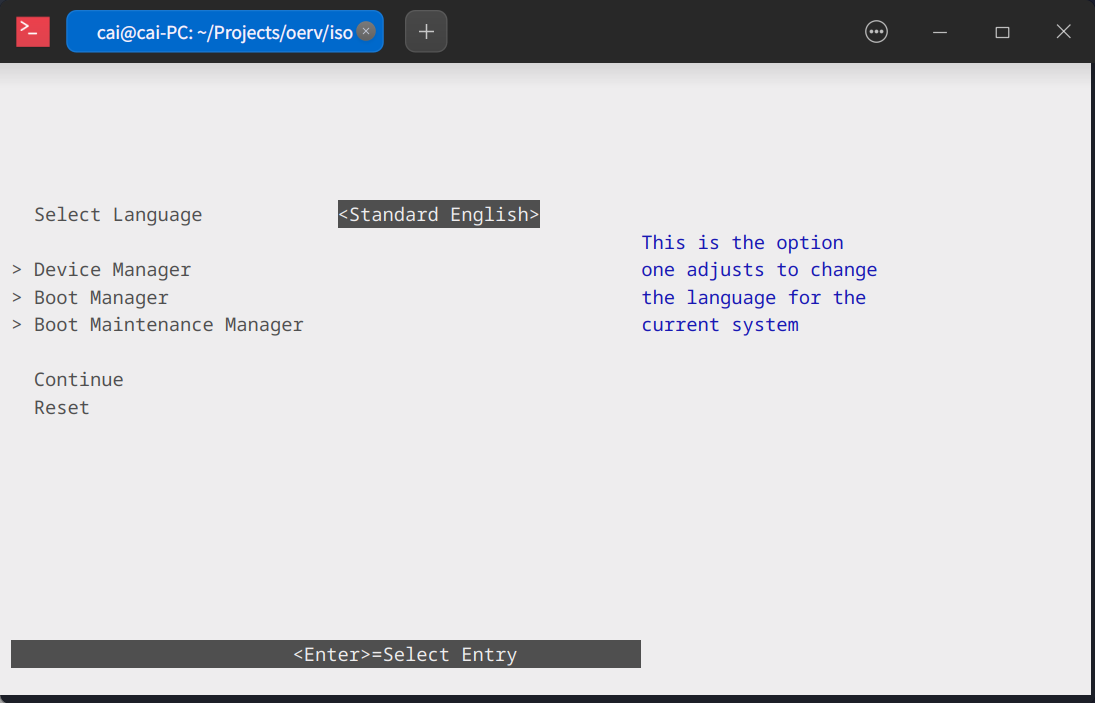 cai@cai-PC: ~/Projects/oerv/iso
Select Language <Standard English>
This is the option
> Device Manager one adjusts to change
> Boot Manager the language for the
> Boot Maintenance Manager current system
Continue
Reset
<Enter>=Select Entry